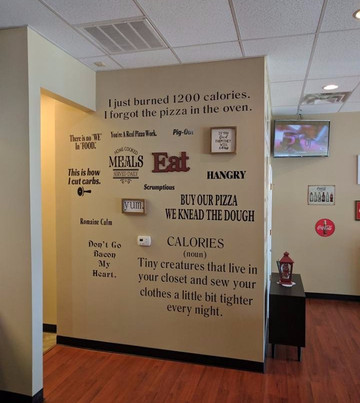 I just burned 1200 calories.
I forgot the pizza in the oven.
There is no 'WE'
in 'FOOD.'
You're A Real Pizza Work.
Pig-Out
HOME COOKED
MEALS
SERVED DAILY
Eat
This is how
I cut carbs.
HANGRY
Scrumptious
YUM
BUY OUR PIZZA
WE KNEAD THE DOUGH
Romaine Calm
Don't Go
Bacon
My
Heart.
CALORIES
(noun)
Tiny creatures that live in
your closet and sew your
clothes a little bit tighter
every night.